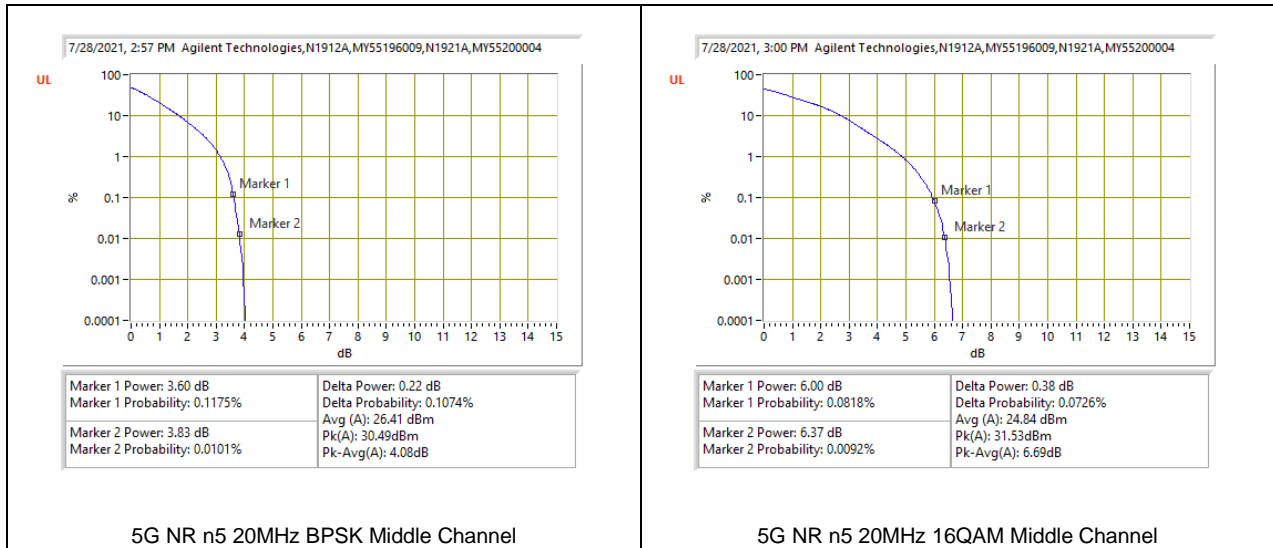 7/28/2021, 2:57 PM Agilent Technologies,N1912A,MY55196009,N1921A,MY55200004
UL
100
10
1
0.1
0.01
0.001
0.0001
%
Marker 1
Marker 2
0 1 2 3 4 5 6 7 8 9 10 11 12 13 14 15
dB
Marker 1 Power: 3.60 dB
Marker 1 Probability: 0.1175%
Marker 2 Power: 3.83 dB
Marker 2 Probability: 0.0101%
Delta Power: 0.22 dB
Delta Probability: 0.1074%
Avg (A): 26.41 dBm
Pk(A): 30.49dBm
Pk-Avg(A): 4.08dB
5G NR n5 20MHz BPSK Middle Channel
7/28/2021, 3:00 PM Agilent Technologies,N1912A,MY55196009,N1921A,MY55200004
UL
100
10
1
0.1
0.01
0.001
0.0001
%
Marker 1
Marker 2
0 1 2 3 4 5 6 7 8 9 10 11 12 13 14 15
dB
Marker 1 Power: 6.00 dB
Marker 1 Probability: 0.0818%
Marker 2 Power: 6.37 dB
Marker 2 Probability: 0.0092%
Delta Power: 0.38 dB
Delta Probability: 0.0726%
Avg (A): 24.84 dBm
Pk(A): 31.53dBm
Pk-Avg(A): 6.69dB
5G NR n5 20MHz 16QAM Middle Channel